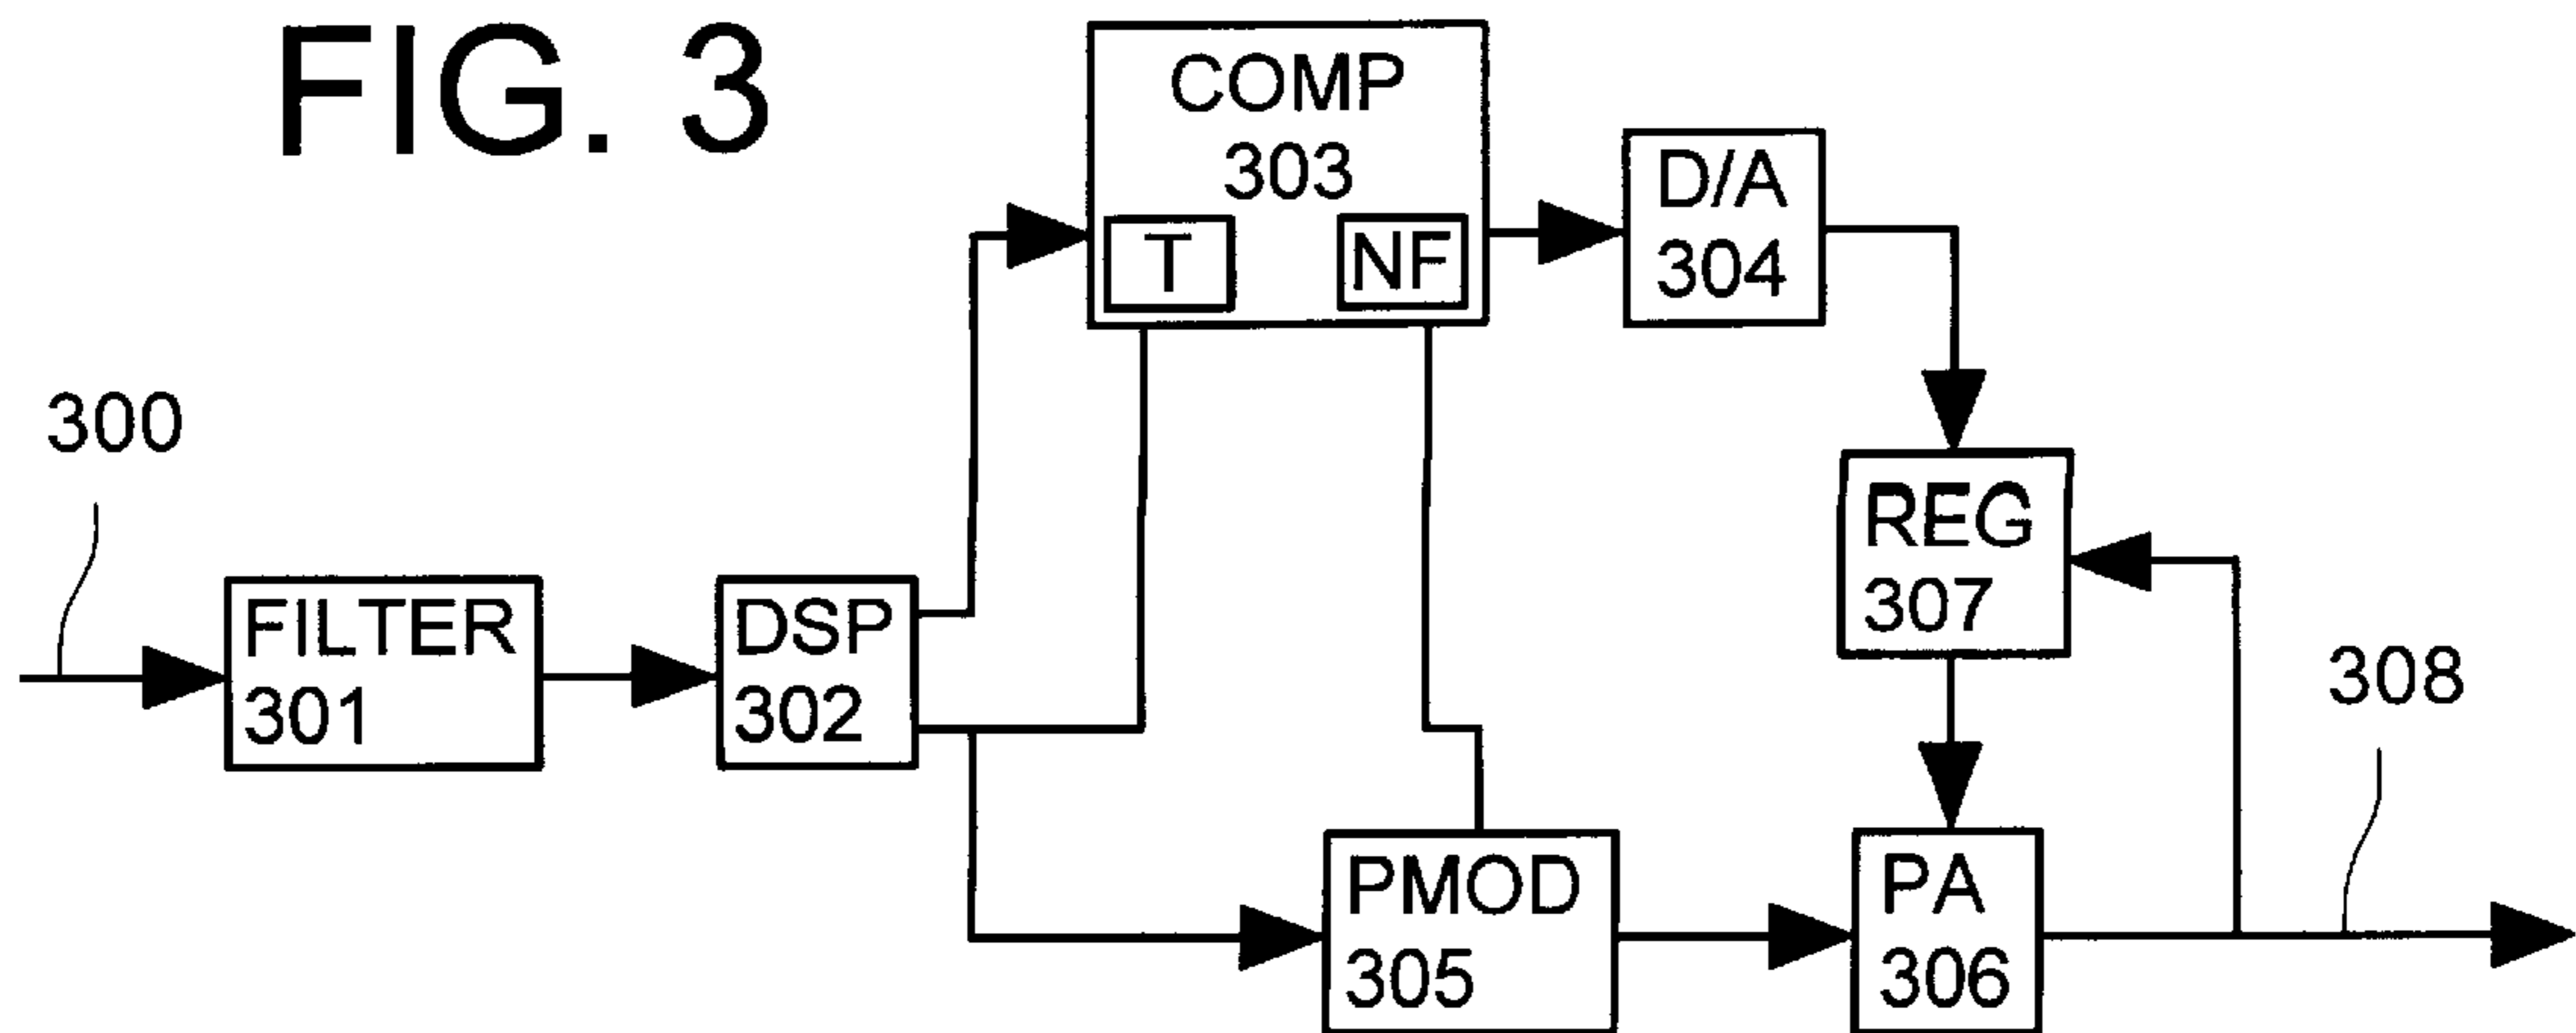 FIG. 3
COMP
303
T
NF
D/A
304
300
REG
307
FILTER
301
DSP
302
308
PMOD
305
PA
306